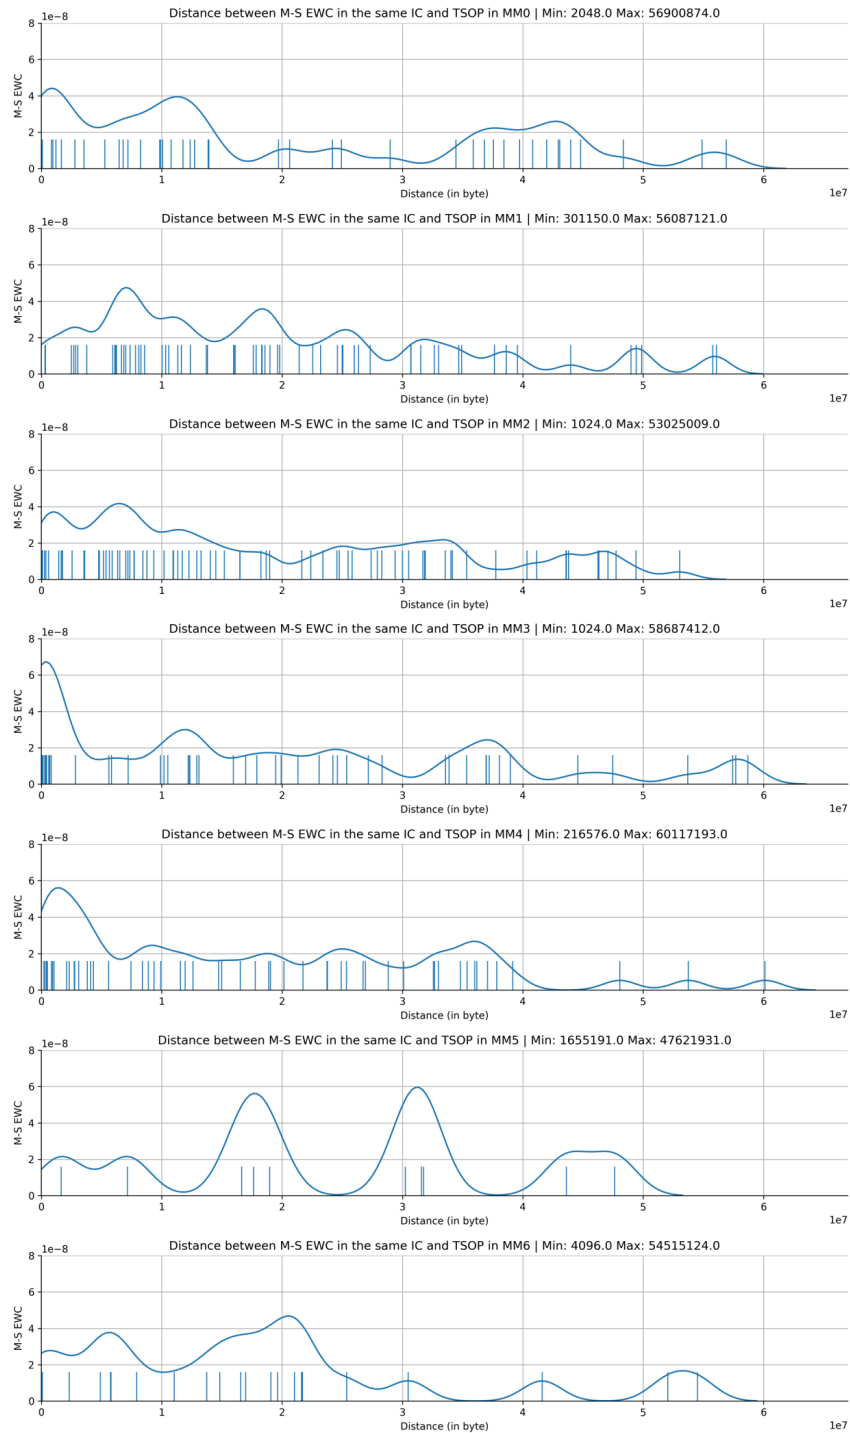 Distance between M-S EWC in the same IC and TSOP in MM0 | Min: 2048.0 Max: 56900874.0
1e−8
8
6
4
2
0
M-S EWC
0 1 2 3 4 5 6
Distance (in byte)
1e7
Distance between M-S EWC in the same IC and TSOP in MM1 | Min: 301150.0 Max: 56087121.0
1e−8
8
6
4
2
0
M-S EWC
0 1 2 3 4 5 6
Distance (in byte)
1e7
Distance between M-S EWC in the same IC and TSOP in MM2 | Min: 1024.0 Max: 53025009.0
1e−8
8
6
4
2
0
M-S EWC
0 1 2 3 4 5 6
Distance (in byte)
1e7
Distance between M-S EWC in the same IC and TSOP in MM3 | Min: 1024.0 Max: 58687412.0
1e−8
8
6
4
2
0
M-S EWC
0 1 2 3 4 5 6
Distance (in byte)
1e7
Distance between M-S EWC in the same IC and TSOP in MM4 | Min: 216576.0 Max: 60117193.0
1e−8
8
6
4
2
0
M-S EWC
0 1 2 3 4 5 6
Distance (in byte)
1e7
Distance between M-S EWC in the same IC and TSOP in MM5 | Min: 1655191.0 Max: 47621931.0
1e−8
8
6
4
2
0
M-S EWC
0 1 2 3 4 5 6
Distance (in byte)
1e7
Distance between M-S EWC in the same IC and TSOP in MM6 | Min: 4096.0 Max: 54515124.0
1e−8
8
6
4
2
0
M-S EWC
0 1 2 3 4 5 6
Distance (in byte)
1e7